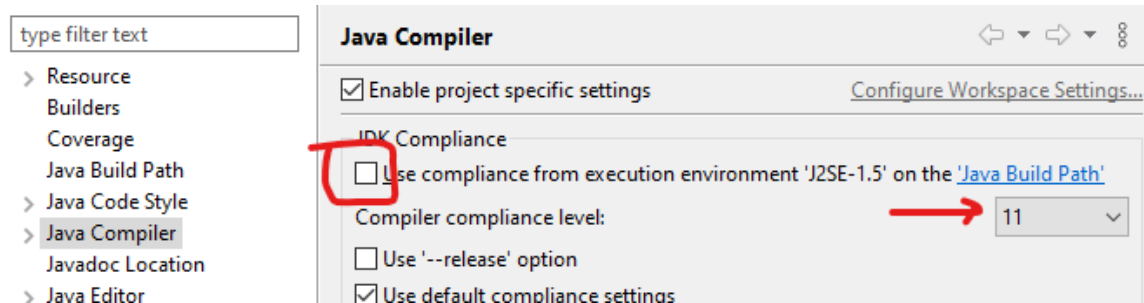 type filter text
Resource
Builders
Coverage
Java Build Path
Java Code Style
Java Compiler
Javadoc Location
Java Editor
Java Compiler
Enable project specific settings
Configure Workspace Settings...
JDK Compliance
Use compliance from execution environment 'J2SE-1.5' on the 'Java Build Path'
Compiler compliance level:
11
Use '--release' option
Use default compliance settings